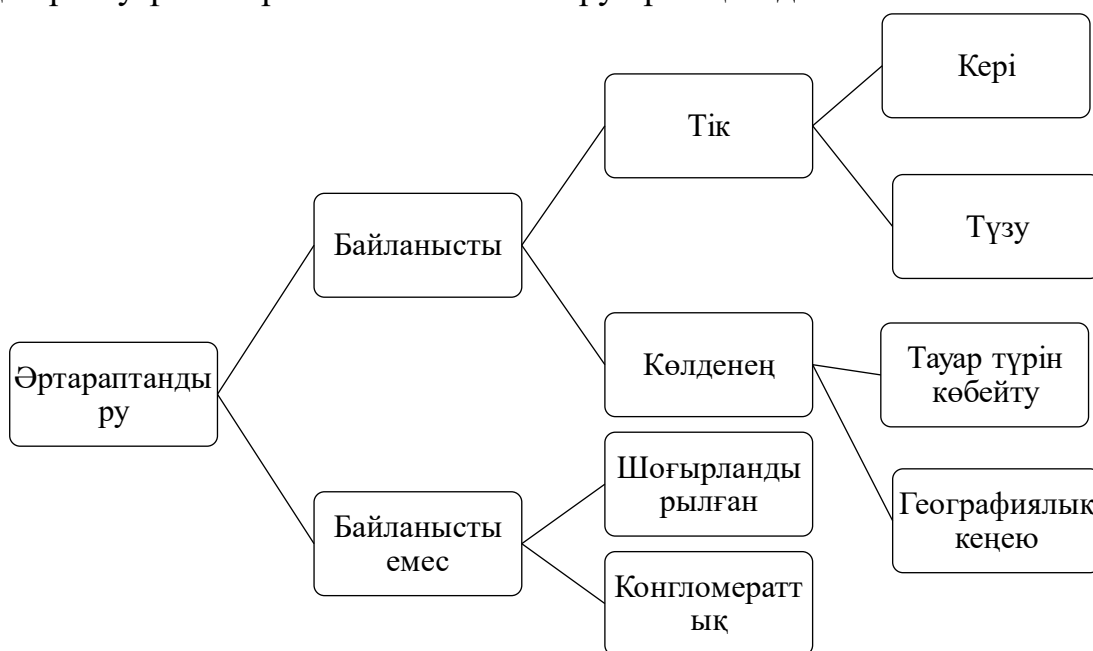 Кері
Тік
Түзу
Байланысты
Көлденең
Тауар түрін
көбейту
Әртараптанды
ру
Шоғырланды
рылған
Географиялық
кеңею
Байланысты
емес
Конгломератт
ық